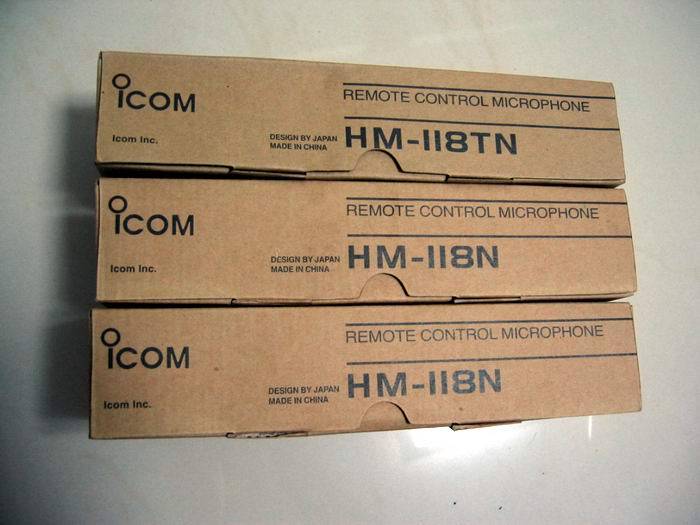 ICOM
REMOTE CONTROL MICROPHONE
Icom Inc.
DESIGN BY JAPAN
MADE IN CHINA
HM-118TN
ICOM
REMOTE CONTROL MICROPHONE
Icom Inc.
DESIGN BY JAPAN
MADE IN CHINA
HM-118N
ICOM
REMOTE CONTROL MICROPHONE
Icom Inc.
DESIGN BY JAPAN
MADE IN CHINA
HM-118N